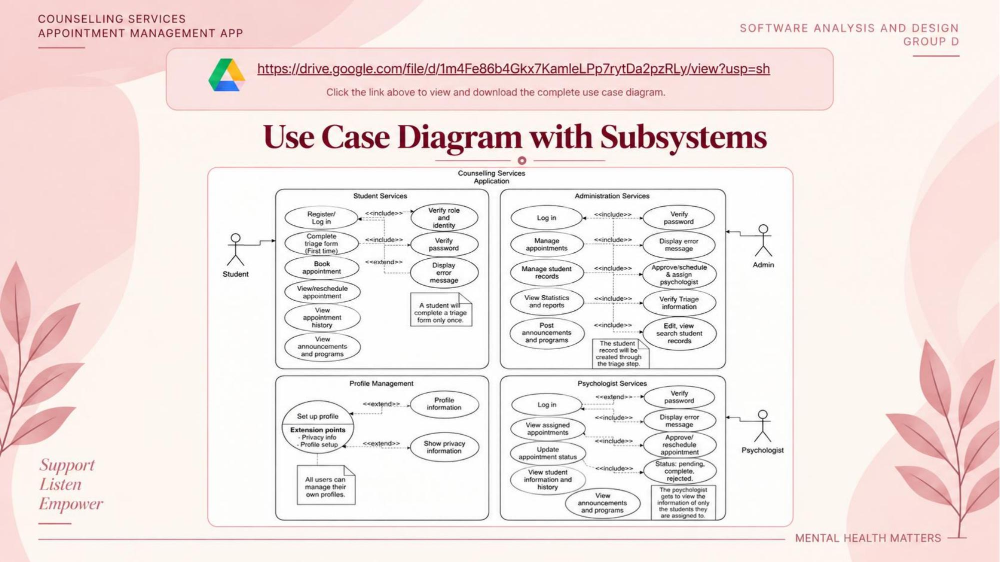 COUNSELLING SERVICES
APPOINTMENT MANAGEMENT APP
SOFTWARE ANALYSIS AND DESIGN
GROUP D
https://drive.google.com/file/d/1m4Fe86b4Gkx7KamleLPp7rytDa2pzRLy/view?usp=sh
Click the link above to view and download the complete use case diagram.
Use Case Diagram with Subsystems
Counselling Services
Application
Student Services
Register/
Log in
<<include>>
Verify role
and
identity
Complete
triage form
(First time)
<<include>>
Verify
password
Book
appointment
<<extend>>
Display
error
message
View/reschedule
appointment
View
appointment
history
View
announcements
and programs
A student will
complete a triage
form only once.
Student
Administration Services
Log in
<<include>>
Verify
password
Manage
appointments
<<include>>
Display error
message
Manage student
records
<<include>>
Approve/schedule
& assign
psychologist
View Statistics
and reports
<<include>>
Verify Triage
information
Post
announcements
and programs
<<include>>
Edit, view
search student
records
The student
record will be
created through
the triage step.
Admin
Profile Management
Set up profile
Extension points
- Privacy info
- Profile setup
<<extend>>
Profile
information
<<extend>>
Show privacy
information
All users can
manage their
own profiles.
Psychologist Services
Log in
<<extend>>
Verify
password
<<include>>
Display error
message
View assigned
appointments
<<include>>
Approve/
reschedule
appointment
Update
appointment status
<<include>>
Status: pending,
complete,
rejected.
View student
information and
history
View
announcements
and programs
The poychologist
gets to view the
information of only
the students they
are assigned to.
Psychologist
Support
Listen
Empower
MENTAL HEALTH MATTERS